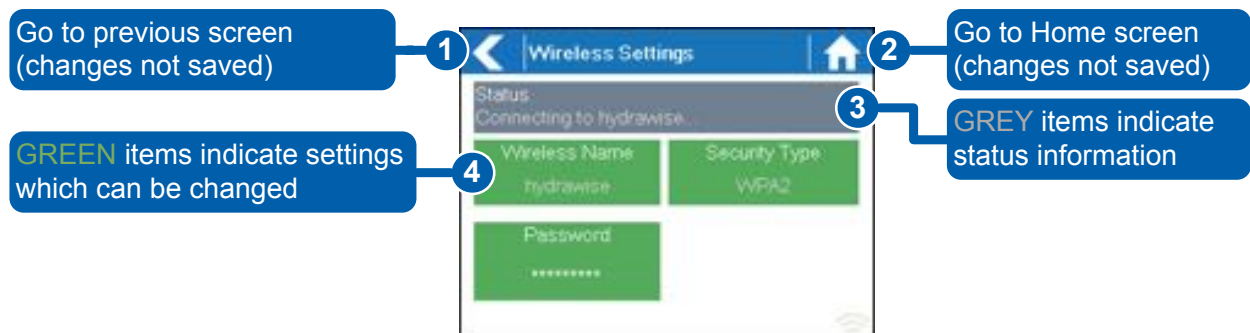 Go to previous screen
(changes not saved)
1
Wireless Settings
2
Go to Home screen
(changes not saved)
Status
Connecting to hydrawise...
3
GREY items indicate
status information
GREEN items indicate settings
which can be changed
4
Wireless Name
hydrawise
Security Type
WPA2
Password
*********